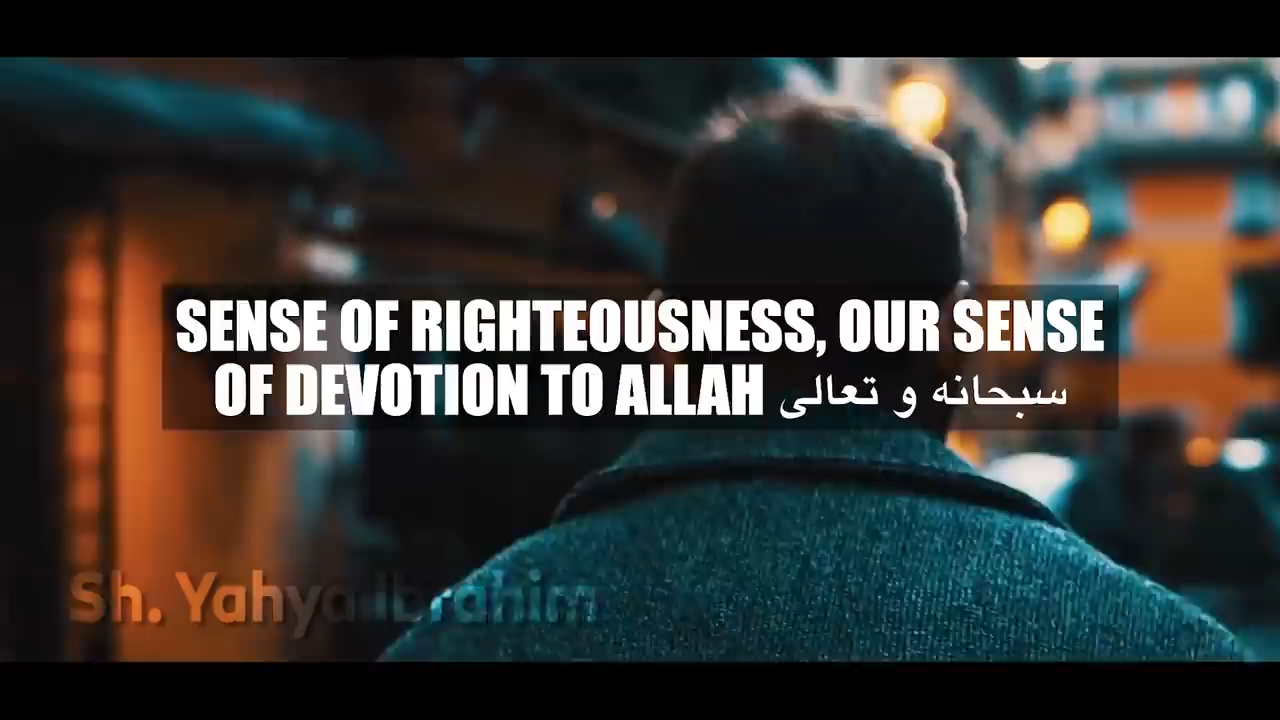 SENSE OF RIGHTEOUSNESS, OUR SENSE
OF DEVOTION TO ALLAH سبحانه و تعالى
Sh. Yahya Ibrahim